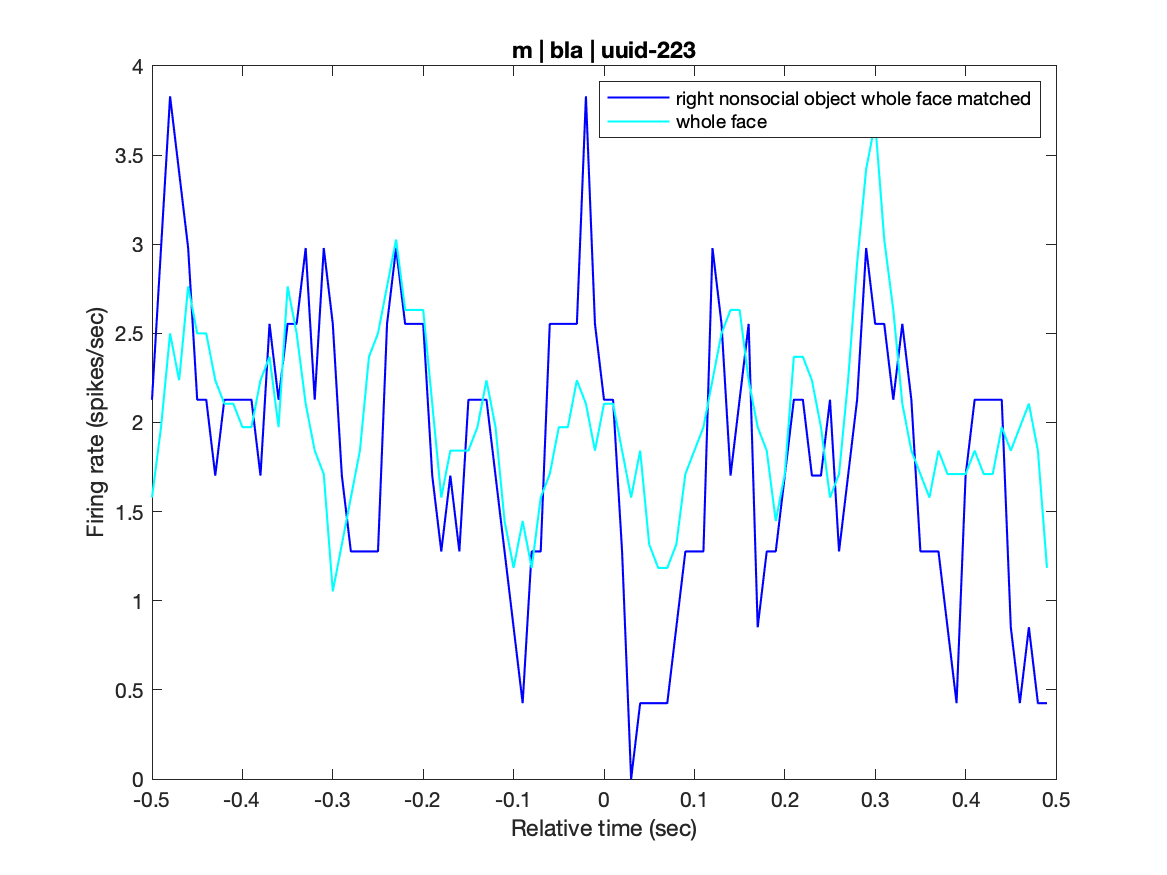 m | bla | uuid-223
right nonsocial object whole face matched
whole face
Firing rate (spikes/sec)
4
3.5
3
2.5
2
1.5
1
0.5
0
-0.5 -0.4 -0.3 -0.2 -0.1 0 0.1 0.2 0.3 0.4 0.5
Relative time (sec)